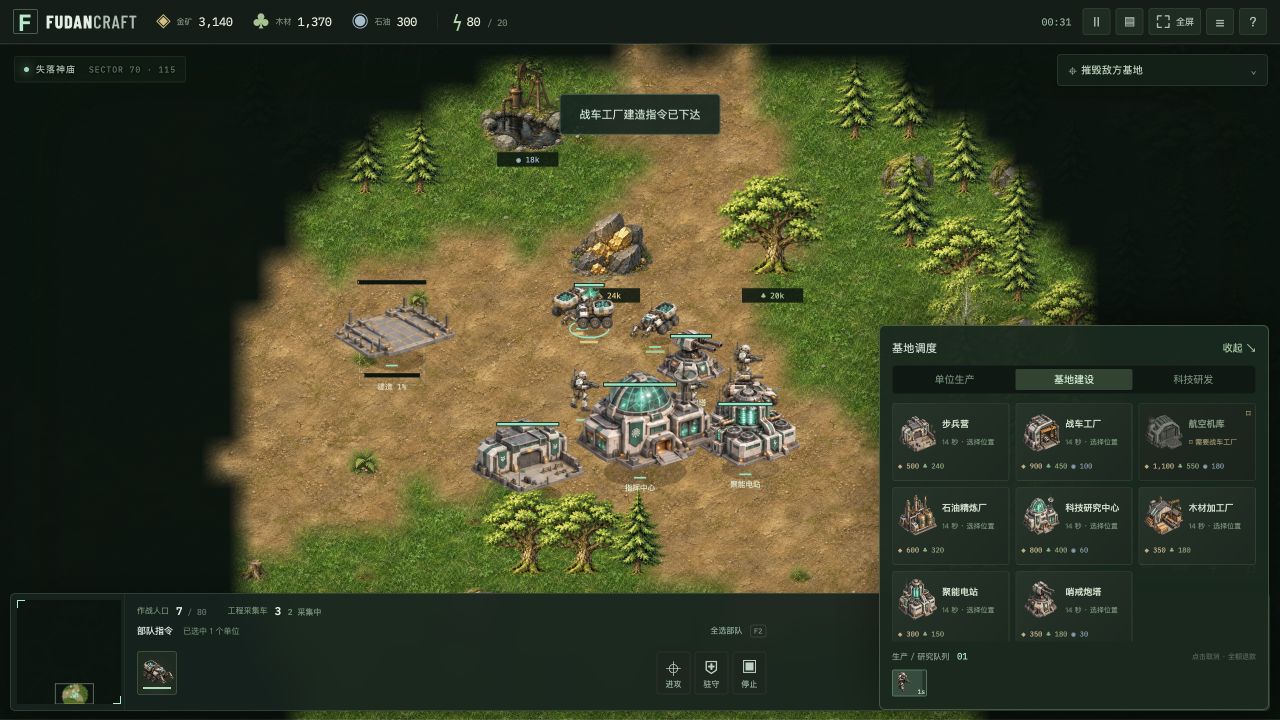 F FUDANCRAFT 金矿 3,140 木材 1,370 石油 300 80 / 20 00:31 全屏 ?
失落神庙 SECTOR 70 · 115
摧毁敌方基地
战车工厂建造指令已下达
18k
24k
20k
建造 1%
指挥中心
聚能电站
基地调度 收起
单位生产 基地建设 科技研发
步兵营
14 秒 · 选择位置
500 240
战车工厂
14 秒 · 选择位置
900 450 100
航空机库
需要战车工厂
1,100 550 180
石油精炼厂
14 秒 · 选择位置
600 320
科技研究中心
14 秒 · 选择位置
800 400 60
木材加工厂
14 秒 · 选择位置
350 180
聚能电站
14 秒 · 选择位置
300 150
哨戒炮塔
14 秒 · 选择位置
350 180 30
生产 / 研究队列 01 点击取消 · 全额退款
1s
作战人口 7 / 80 工程采集车 3 2 采集中
部队指令 已选中 1 个单位 全选部队 F2
进攻 驻守 停止